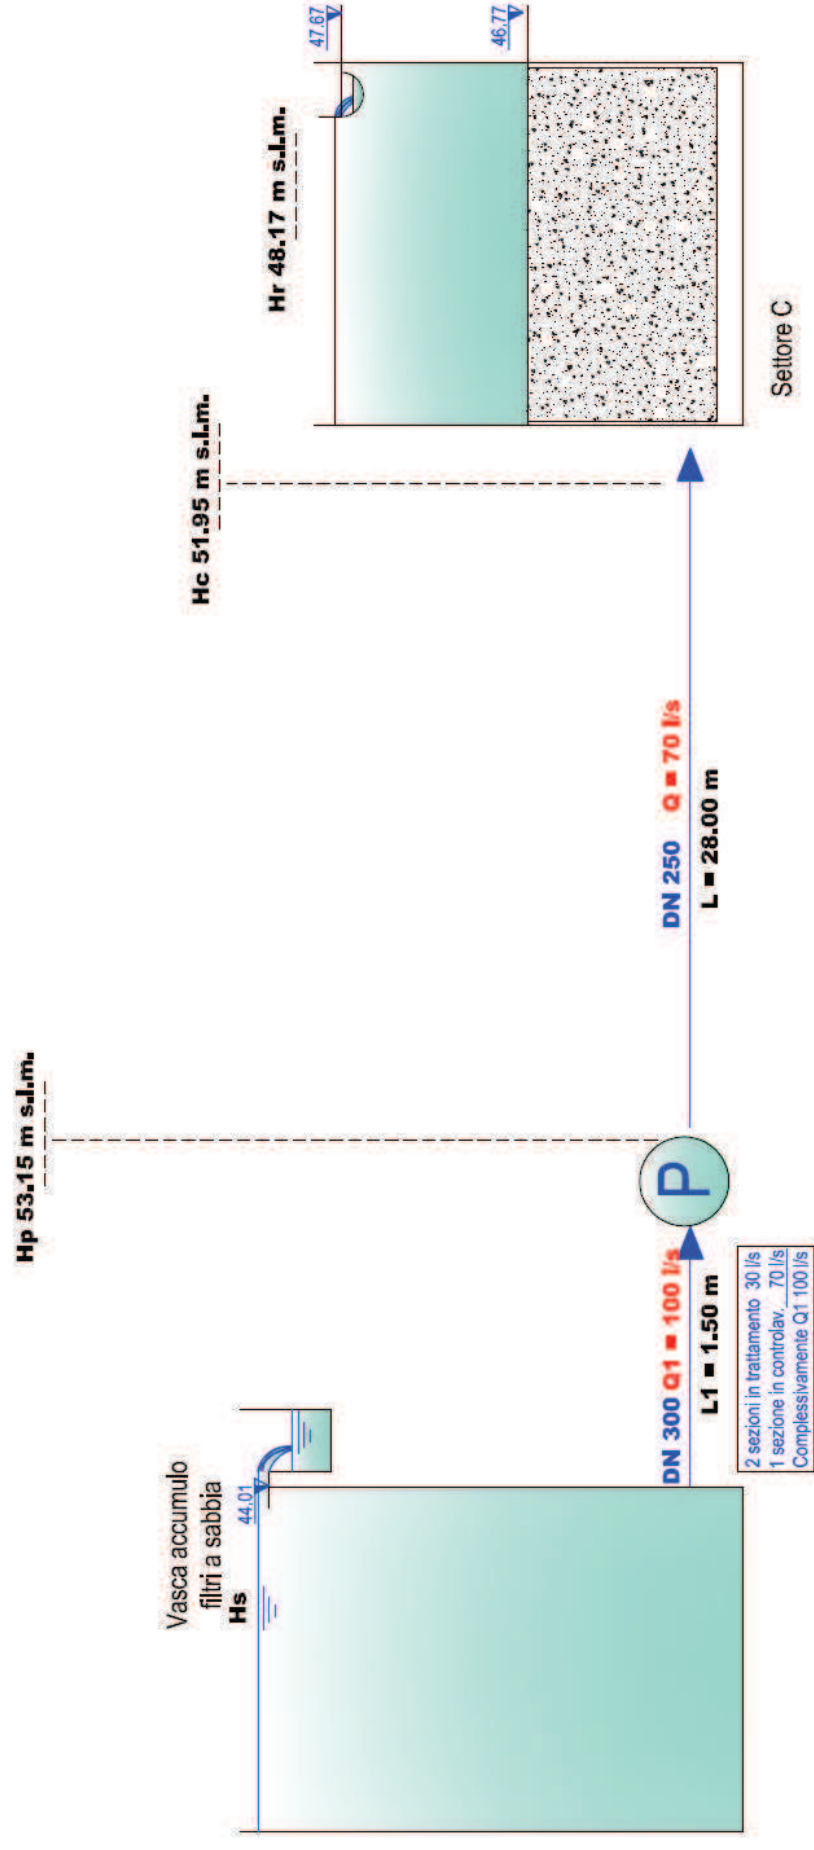 Hp 53.15 m s.l.m.
Hc 51.95 m s.l.m.
Hr 48.17 m s.l.m.
47.67
46.77
Vasca accumulo
filtri a sabbia
Hs
44.01
DN 300 Q1 = 100 l/s
L1 = 1.50 m
P
DN 250 Q = 70 l/s
L = 28.00 m
Settore C
2 sezioni in trattamento 30 l/s
1 sezione in controlav. 70 l/s
Complessivamente Q1 100 l/s